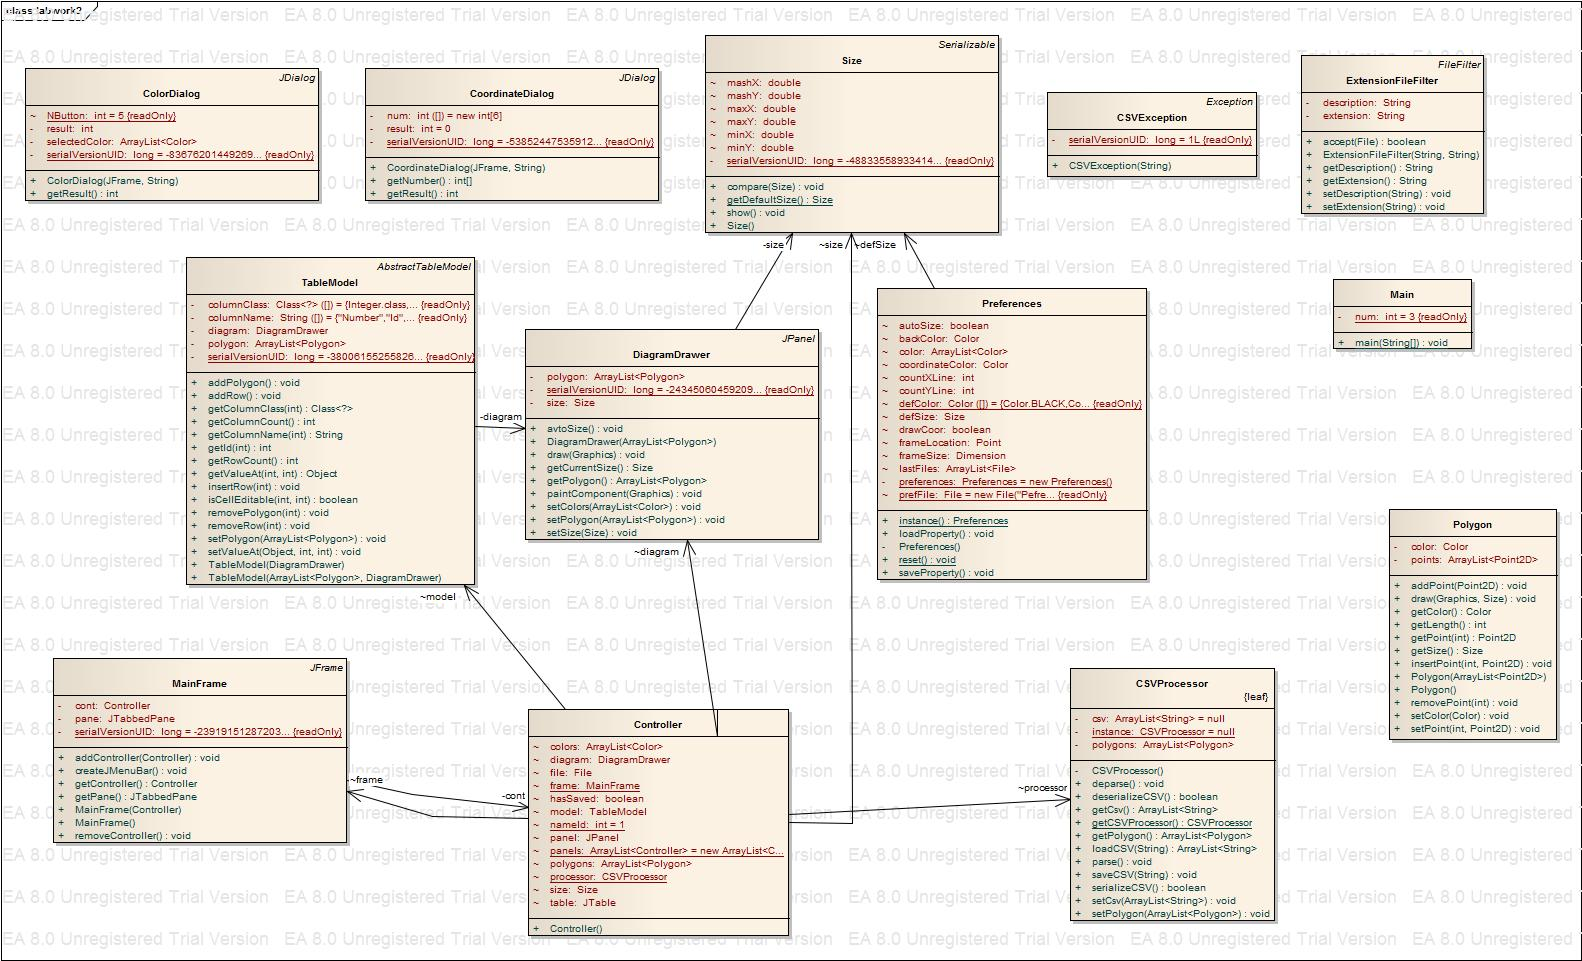 class labwork2
EA 8.0 Unregistered Trial Version
JDialog
ColorDialog
~ NButton: int = 5 {readOnly}
- result: int
- selectedColor: ArrayList<Color>
- serialVersionUID: long = -83676201449269... {readOnly}
+ ColorDialog(JFrame, String)
+ getResult() : int
JDialog
CoordinateDialog
- num: int ([]) = new int[6]
- result: int = 0
- serialVersionUID: long = -53852447535912... {readOnly}
+ CoordinateDialog(JFrame, String)
+ getNumber() : int[]
+ getResult() : int
Serializable
Size
~ mashX: double
~ mashY: double
~ maxX: double
~ maxY: double
~ minX: double
~ minY: double
- serialVersionUID: long = -48833558933414... {readOnly}
+ compare(Size) : void
+ getDefaultSize() : Size
+ show() : void
+ Size()
Exception
CSVException
- serialVersionUID: long = 1L {readOnly}
+ CSVException(String)
FileFilter
ExtensionFileFilter
- description: String
- extension: String
+ accept(File) : boolean
+ ExtensionFileFilter(String, String)
+ getDescription() : String
+ getExtension() : String
+ setDescription(String) : void
+ setExtension(String) : void
-size
~size
~defSize
AbstractTableModel
TableModel
- columnClass: Class<?> ([]) = {Integer.class,... {readOnly}
- columnName: String ([]) = {"Number","Id",... {readOnly}
- diagram: DiagramDrawer
- polygon: ArrayList<Polygon>
- serialVersionUID: long = -38006155255826... {readOnly}
+ addPolygon() : void
+ addRow() : void
+ getColumnClass(int) : Class<?>
+ getColumnCount() : int
+ getColumnName(int) : String
+ getId(int) : int
+ getRowCount() : int
+ getValueAt(int, int) : Object
+ insertRow(int) : void
+ isCellEditable(int, int) : boolean
+ removePolygon(int) : void
+ removeRow(int) : void
+ setPolygon(ArrayList<Polygon>) : void
+ setValueAt(Object, int, int) : void
+ TableModel(DiagramDrawer)
+ TableModel(ArrayList<Polygon>, DiagramDrawer)
-diagram
JPanel
DiagramDrawer
- polygon: ArrayList<Polygon>
- serialVersionUID: long = -24345060459209... {readOnly}
- size: Size
+ avtoSize() : void
+ DiagramDrawer(ArrayList<Polygon>)
+ draw(Graphics) : void
+ getCurrentSize() : Size
+ getPolygon() : ArrayList<Polygon>
+ paintComponent(Graphics) : void
+ setColors(ArrayList<Color>) : void
+ setPolygon(ArrayList<Polygon>) : void
+ setSize(Size) : void
~diagram
Preferences
~ autoSize: boolean
~ backColor: Color
~ color: ArrayList<Color>
~ coordinateColor: Color
~ countXLine: int
~ countYLine: int
~ defColor: Color ([]) = {Color.BLACK,Co... {readOnly}
~ defSize: Size
~ drawCoor: boolean
~ frameLocation: Point
~ frameSize: Dimension
~ lastFiles: ArrayList<File>
- preferences: Preferences = new Preferences()
~ prefFile: File = new File("Pefre... {readOnly}
+ instance() : Preferences
+ loadProperty() : void
- Preferences()
+ reset() : void
+ saveProperty() : void
Main
- num: int = 3 {readOnly}
+ main(String[]) : void
Polygon
- color: Color
- points: ArrayList<Point2D>
+ addPoint(Point2D) : void
+ draw(Graphics, Size) : void
+ getColor() : Color
+ getLength() : int
+ getPoint(int) : Point2D
+ getSize() : Size
+ insertPoint(int, Point2D) : void
+ Polygon(ArrayList<Point2D>)
+ Polygon()
+ removePoint(int) : void
+ setColor(Color) : void
+ setPoint(int, Point2D) : void
~model
JFrame
MainFrame
- cont: Controller
- pane: JTabbedPane
- serialVersionUID: long = -23919151287203... {readOnly}
+ addController(Controller) : void
+ createJMenuBar() : void
+ getController() : Controller
+ getPane() : JTabbedPane
+ MainFrame(Controller)
+ MainFrame()
+ removeController() : void
~frame
-cont
Controller
~ colors: ArrayList<Color>
~ diagram: DiagramDrawer
~ file: File
~ frame: MainFrame
~ hasSaved: boolean
~ model: TableModel
~ nameId: int = 1
~ panel: JPanel
~ panels: ArrayList<Controller> = new ArrayList<C...
~ polygons: ArrayList<Polygon>
~ processor: CSVProcessor
~ size: Size
~ table: JTable
+ Controller()
~processor
CSVProcessor
{leaf}
- csv: ArrayList<String> = null
- instance: CSVProcessor = null
- polygons: ArrayList<Polygon>
- CSVProcessor()
+ deparse() : void
+ deserializeCSV() : boolean
+ getCsv() : ArrayList<String>
+ getCSVProcessor() : CSVProcessor
+ getPolygon() : ArrayList<Polygon>
+ loadCSV(String) : ArrayList<String>
+ parse() : void
+ saveCSV(String) : void
+ serializeCSV() : boolean
+ setCsv(ArrayList<String>) : void
+ setPolygon(ArrayList<Polygon>) : void